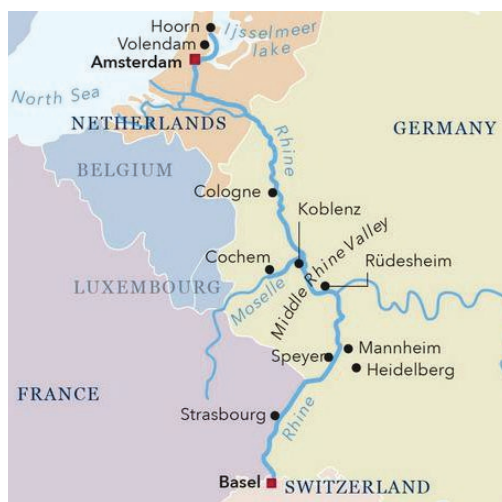 Hoorn
Ijsselmeer
lake
Volendam
Amsterdam
North Sea
NETHERLANDS
Rhine
GERMANY
BELGIUM
Cologne
Koblenz
Middle Rhine Valley
Cochem
Rüdesheim
LUXEMBOURG
Moselle
Speyer
Mannheim
Heidelberg
FRANCE
Strasbourg
Rhine
Basel
SWITZERLAND